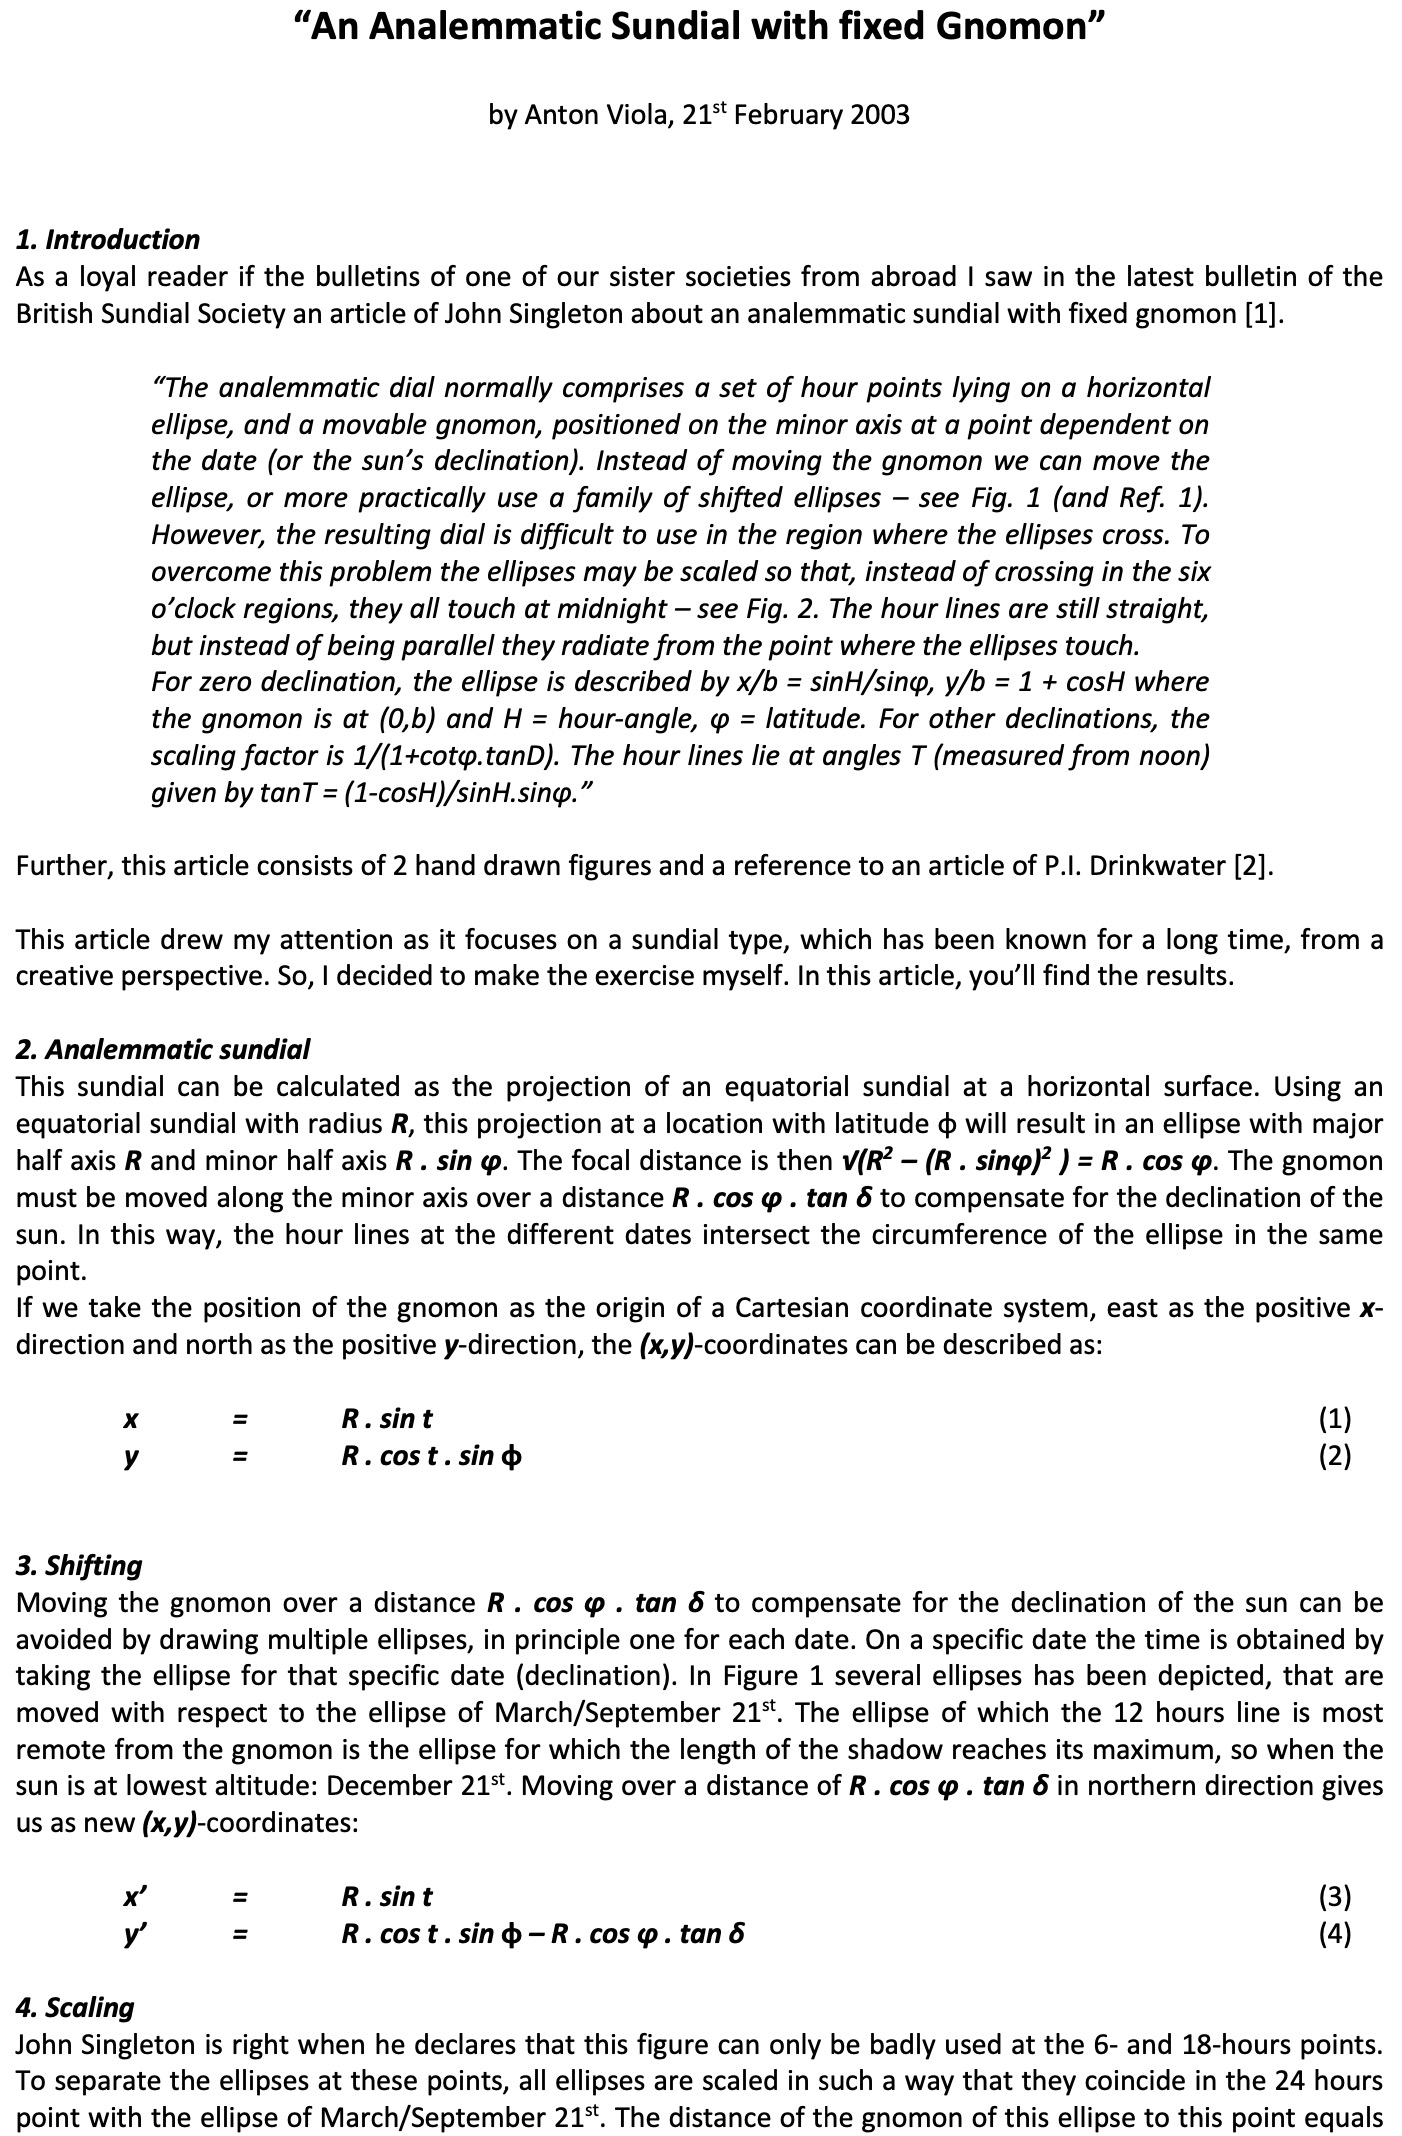 “An Analemmatic Sundial with fixed Gnomon”
by Anton Viola, 21st February 2003
1. Introduction
As a loyal reader if the bulletins of one of our sister societies from abroad I saw in the latest bulletin of the
British Sundial Society an article of John Singleton about an analemmatic sundial with fixed gnomon [1].
“The analemmatic dial normally comprises a set of hour points lying on a horizontal
ellipse, and a movable gnomon, positioned on the minor axis at a point dependent on
the date (or the sun’s declination). Instead of moving the gnomon we can move the
ellipse, or more practically use a family of shifted ellipses – see Fig. 1 (and Ref. 1).
However, the resulting dial is difficult to use in the region where the ellipses cross. To
overcome this problem the ellipses may be scaled so that, instead of crossing in the six
o’clock regions, they all touch at midnight – see Fig. 2. The hour lines are still straight,
but instead of being parallel they radiate from the point where the ellipses touch.
For zero declination, the ellipse is described by x/b = sinH/sinφ, y/b = 1 + cosH where
the gnomon is at (0,b) and H = hour-angle, φ = latitude. For other declinations, the
scaling factor is 1/(1+cotφ.tanD). The hour lines lie at angles T (measured from noon)
given by tanT = (1-cosH)/sinH.sinφ.”
Further, this article consists of 2 hand drawn figures and a reference to an article of P.I. Drinkwater [2].
This article drew my attention as it focuses on a sundial type, which has been known for a long time, from a
creative perspective. So, I decided to make the exercise myself. In this article, you’ll find the results.
2. Analemmatic sundial
This sundial can be calculated as the projection of an equatorial sundial at a horizontal surface. Using an
equatorial sundial with radius R, this projection at a location with latitude ϕ will result in an ellipse with major
half axis R and minor half axis R . sin φ. The focal distance is then √(R² – (R . sinφ)² ) = R . cos φ. The gnomon
must be moved along the minor axis over a distance R . cos φ . tan δ to compensate for the declination of the
sun. In this way, the hour lines at the different dates intersect the circumference of the ellipse in the same
point.
If we take the position of the gnomon as the origin of a Cartesian coordinate system, east as the positive x-
direction and north as the positive y-direction, the (x,y)-coordinates can be described as:
x = R . sin t (1)
y = R . cos t . sin ϕ (2)
3. Shifting
Moving the gnomon over a distance R . cos φ . tan δ to compensate for the declination of the sun can be
avoided by drawing multiple ellipses, in principle one for each date. On a specific date the time is obtained by
taking the ellipse for that specific date (declination). In Figure 1 several ellipses has been depicted, that are
moved with respect to the ellipse of March/September 21st. The ellipse of which the 12 hours line is most
remote from the gnomon is the ellipse for which the length of the shadow reaches its maximum, so when the
sun is at lowest altitude: December 21st. Moving over a distance of R . cos φ . tan δ in northern direction gives
us as new (x,y)-coordinates:
x’ = R . sin t (3)
y’ = R . cos t . sin ϕ – R . cos φ . tan δ (4)
4. Scaling
John Singleton is right when he declares that this figure can only be badly used at the 6- and 18-hours points.
To separate the ellipses at these points, all ellipses are scaled in such a way that they coincide in the 24 hours
point with the ellipse of March/September 21st. The distance of the gnomon of this ellipse to this point equals